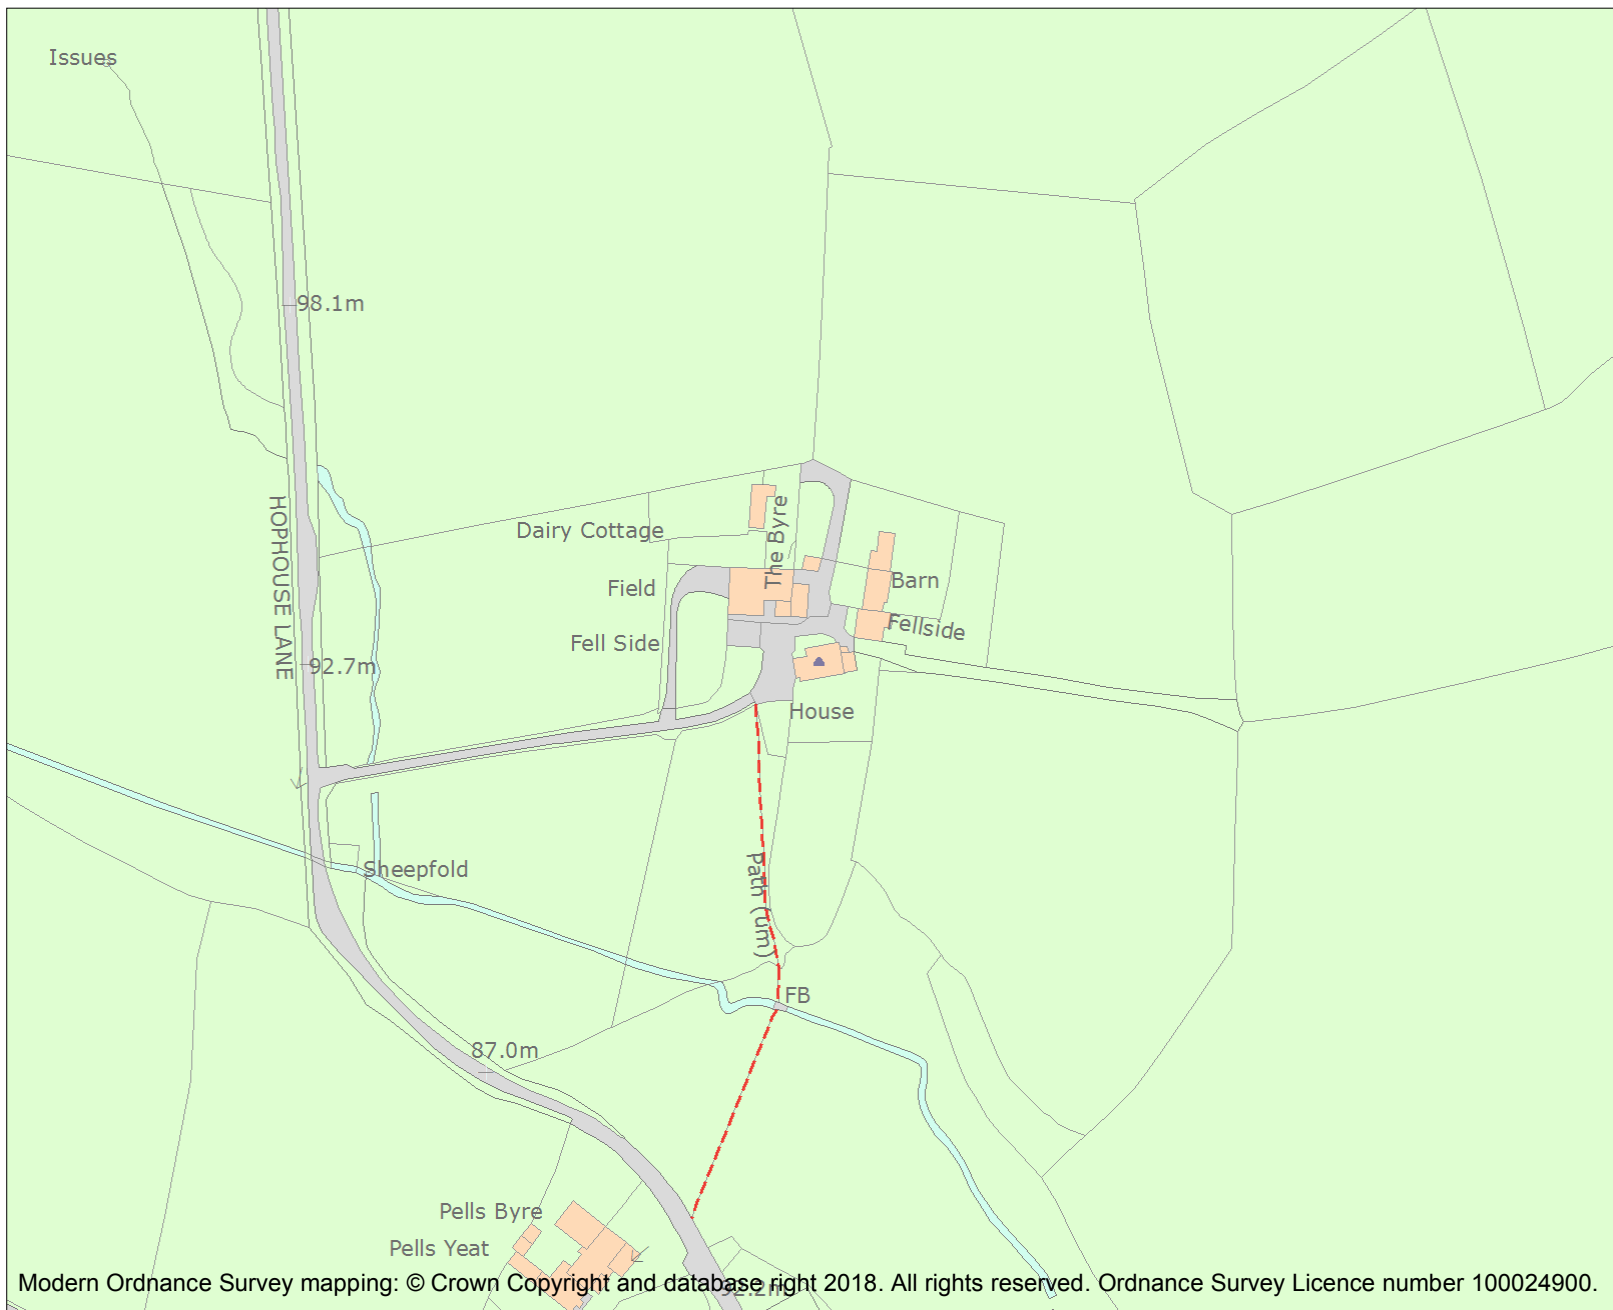 Issues
98.1m
HOPHOUSE LANE
Dairy Cottage
The Byre
Field
Barn
Fell Side
Fellside
92.7m
House
Sheepfold
Path (um)
FB
87.0m
Pells Byre
Pells Yeat
92.2m
Modern Ordnance Survey mapping: © Crown Copyright and database right 2018. All rights reserved. Ordnance Survey Licence number 100024900.